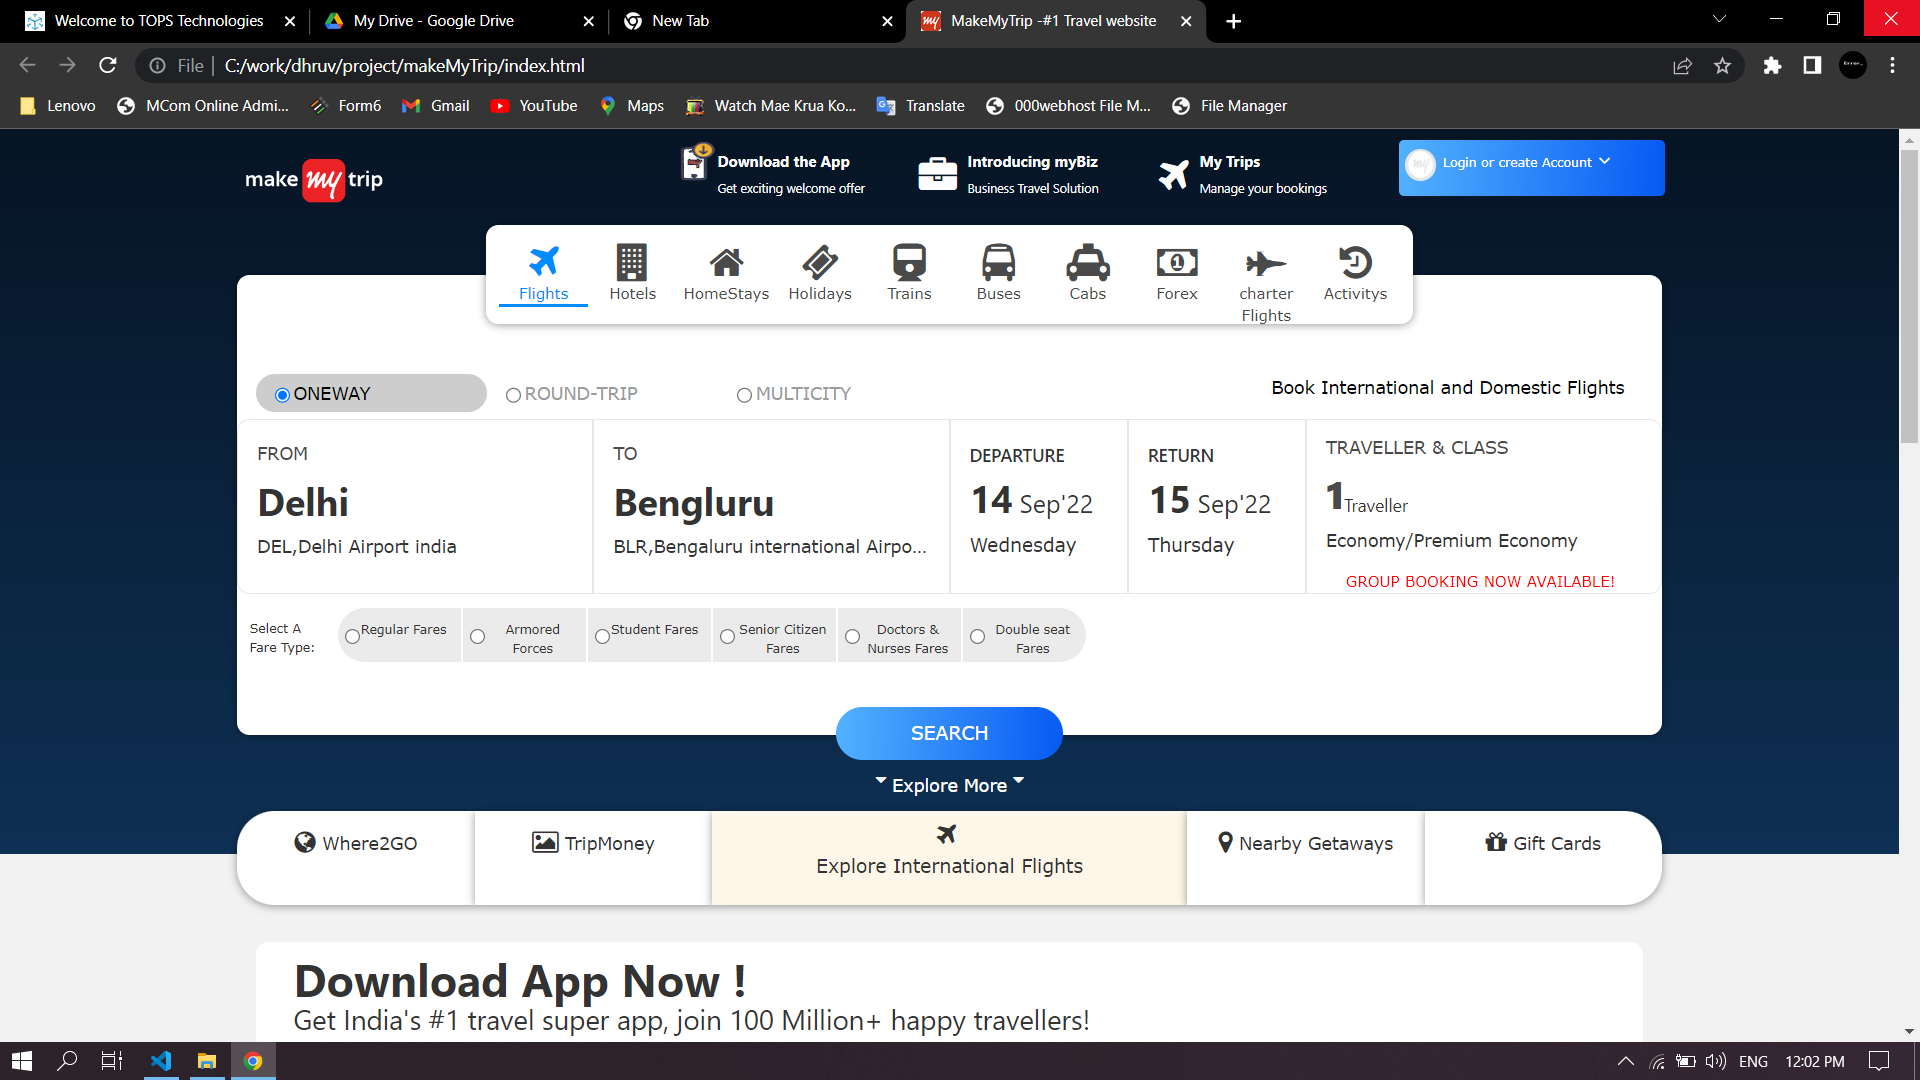 Welcome to TOPS Technologies
My Drive - Google Drive
New Tab
MakeMyTrip -#1 Travel website
File
C:/work/dhruv/project/makeMyTrip/index.html
Lenovo
MCom Online Admi...
Form6
Gmail
YouTube
Maps
Watch Mae Krua Ko...
Translate
000webhost File M...
File Manager
make my trip
Download the App
Get exciting welcome offer
Introducing myBiz
Business Travel Solution
My Trips
Manage your bookings
my
Login or create Account
Flights
Hotels
HomeStays
Holidays
Trains
Buses
Cabs
Forex
charter
Flights
Activitys
ONEWAY
ROUND-TRIP
MULTICITY
Book International and Domestic Flights
FROM
Delhi
DEL,Delhi Airport india
TO
Bengluru
BLR,Bengaluru international Airpo...
DEPARTURE
14 Sep'22
Wednesday
RETURN
15 Sep'22
Thursday
TRAVELLER & CLASS
1Traveller
Economy/Premium Economy
GROUP BOOKING NOW AVAILABLE!
Select A
Fare Type:
Regular Fares
Armored
Forces
Student Fares
Senior Citizen
Fares
Doctors &
Nurses Fares
Double seat
Fares
SEARCH
Explore More
Where2GO
TripMoney
Explore International Flights
Nearby Getaways
Gift Cards
Download App Now !
Get India's #1 travel super app, join 100 Million+ happy travellers!
ENG
12:02 PM